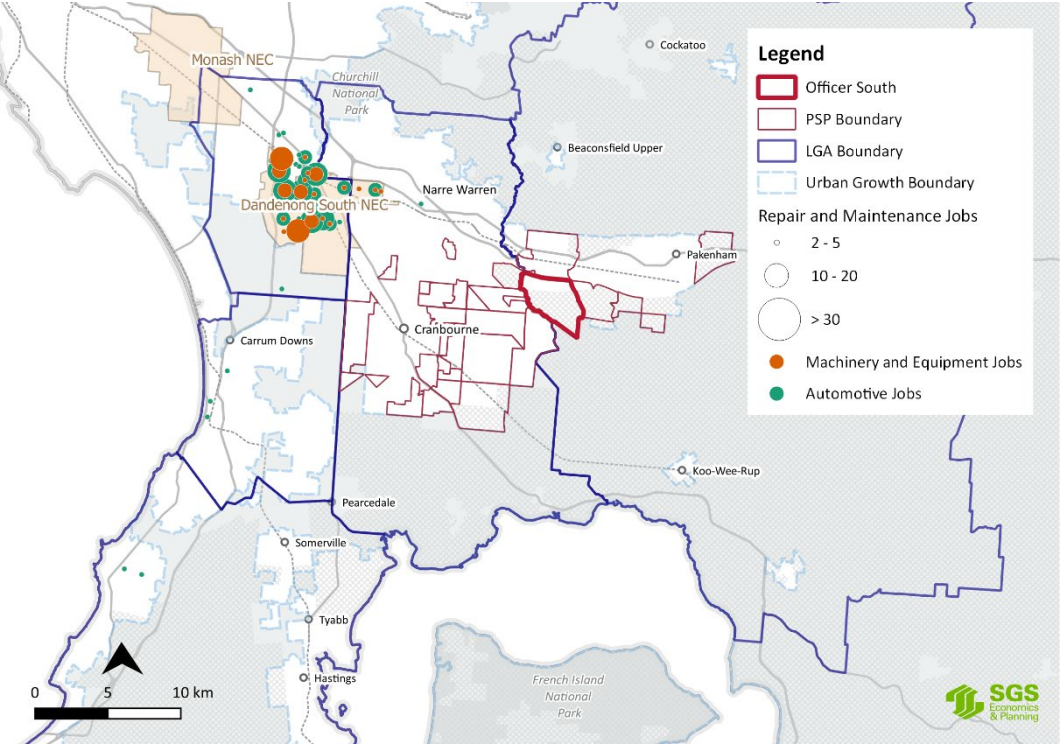 Monash NEC
Churchill
National
Park
Cockatoo
Beaconsfield Upper
Narre Warren
Dandenong South NEC
Pakenham
Cranbourne
Carrum Downs
Koo-Wee-Rup
Pearcedale
Somerville
Tyabb
Hastings
French Island
National
Park
0 5 10 km
Legend
Officer South
PSP Boundary
LGA Boundary
Urban Growth Boundary
Repair and Maintenance Jobs
2 - 5
10 - 20
> 30
Machinery and Equipment Jobs
Automotive Jobs
SGS
Economics
& Planning